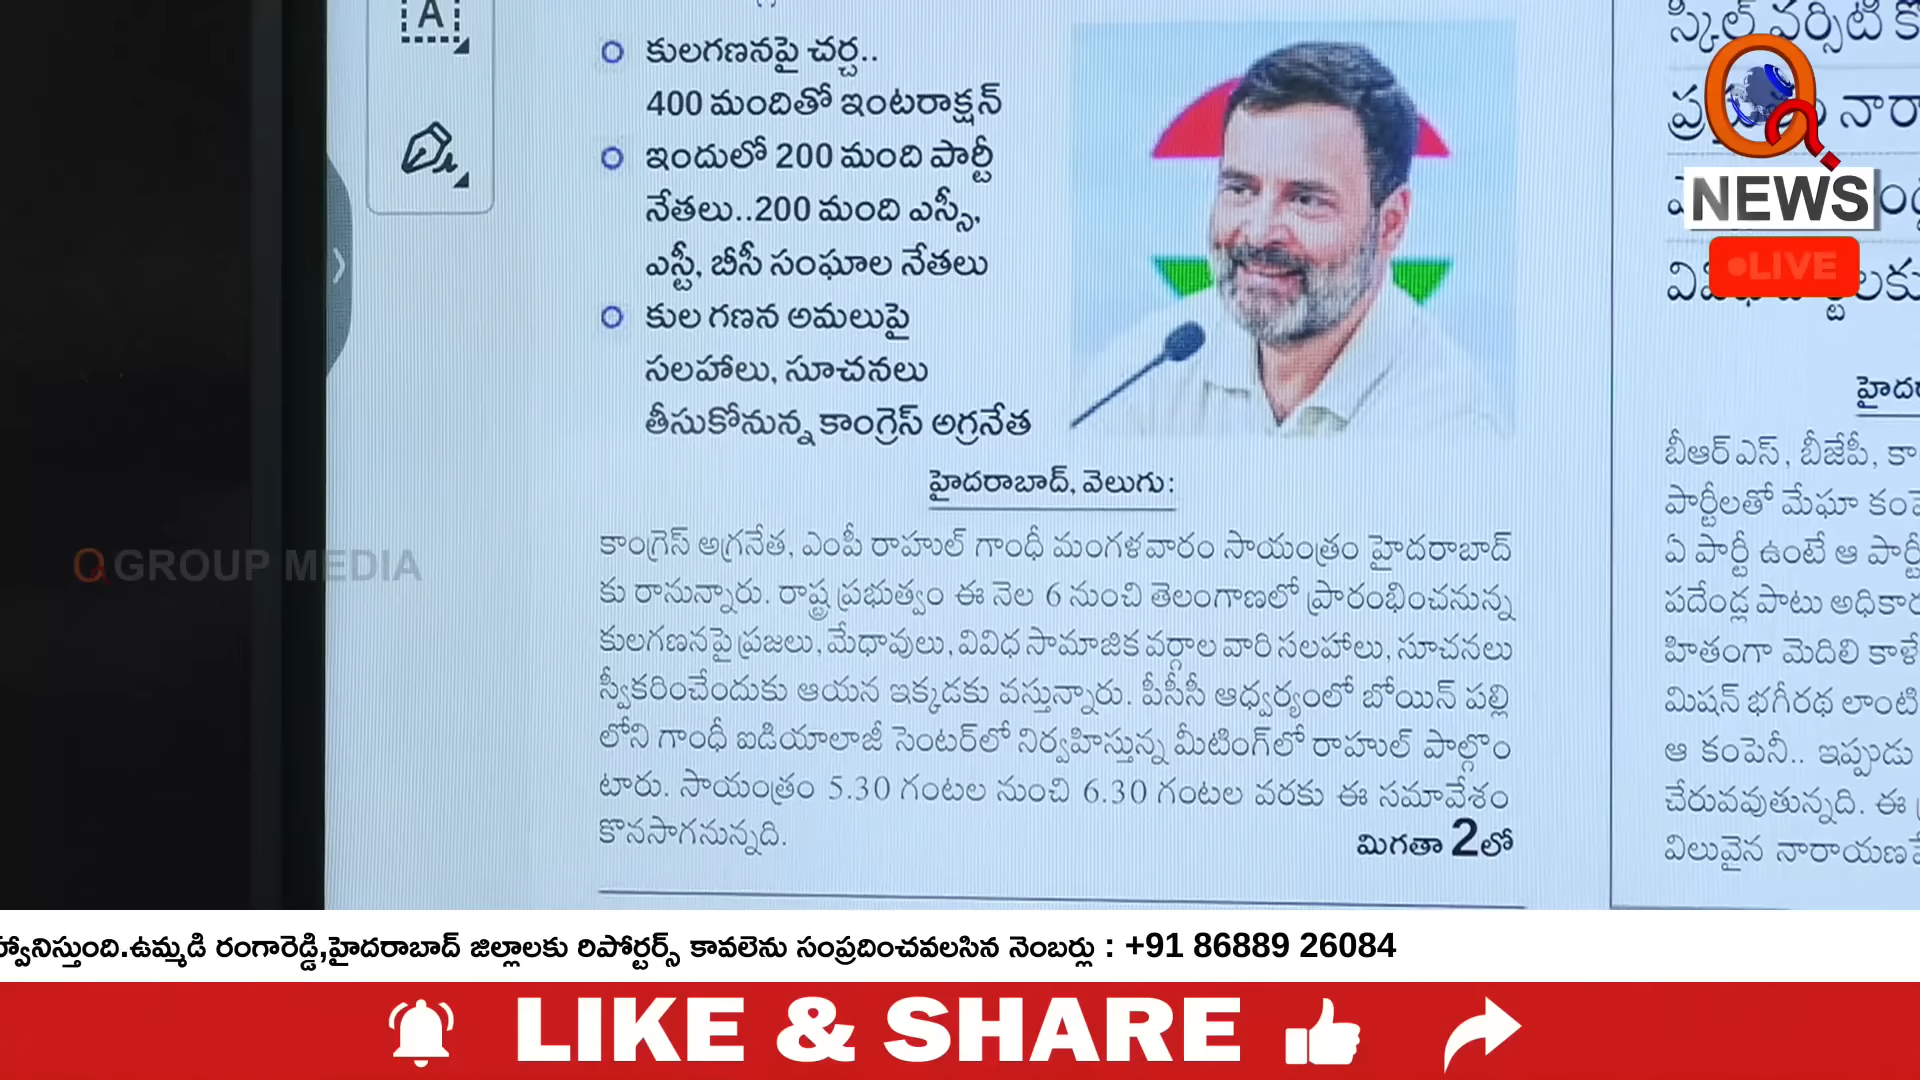 A
కులగణనపై చర్చ..
400 మందితో ఇంటరాక్షన్
ఇందులో 200 మంది పార్టీ
నేతలు..200 మంది ఎస్సీ,
ఎస్టీ, బీసీ సంఘాల నేతలు
కుల గణన అమలుపై
సలహాలు, సూచనలు
తీసుకోనున్న కాంగ్రెస్ అగ్రనేత
హైదరాబాద్, వెలుగు:
కాంగ్రెస్ అగ్రనేత, ఎంపీ రాహుల్ గాంధీ మంగళవారం సాయంత్రం హైదరాబాద్
కు రానున్నారు. రాష్ట్ర ప్రభుత్వం ఈ నెల 6 నుంచి తెలంగాణలో ప్రారంభించనున్న
కులగణనపై ప్రజలు, మేధావులు, వివిధ సామాజిక వర్గాల వారి సలహాలు, సూచనలు
స్వీకరించేందుకు ఆయన ఇక్కడకు వస్తున్నారు. పీసీసీ ఆధ్వర్యంలో బోయిన్ పల్లి
లోని గాంధీ ఐడియాలాజీ సెంటర్‌లో నిర్వహిస్తున్న మీటింగ్‌లో రాహుల్ పాల్గొం
టారు. సాయంత్రం 5.30 గంటల నుంచి 6.30 గంటల వరకు ఈ సమావేశం
కొనసాగనున్నది.
మిగతా 2లో
స్కిల్ వర్సిటీ
నారా
బీఆర్ఎస్, బీజేపీ,
పార్టీలతో మేఘా
ఏ పార్టీ ఉంటే ఆ
పదేండ్ల పాటు
హితంగా మెదిలి
మిషన్ భగీరథ లాంటి
ఆ కంపెనీ.. ఇప్పుడు
చేరువవుతున్నది. ఈ
విలువైన
Q NEWS
LIVE
Q GROUP MEDIA
హ్వానిస్తుంది.ఉమ్మడి రంగారెడ్డి,హైదరాబాద్ జిల్లాలకు రిపోర్టర్స్ కావలెను సంప్రదించవలసిన నెంబర్లు : +91 86889 26084
LIKE & SHARE